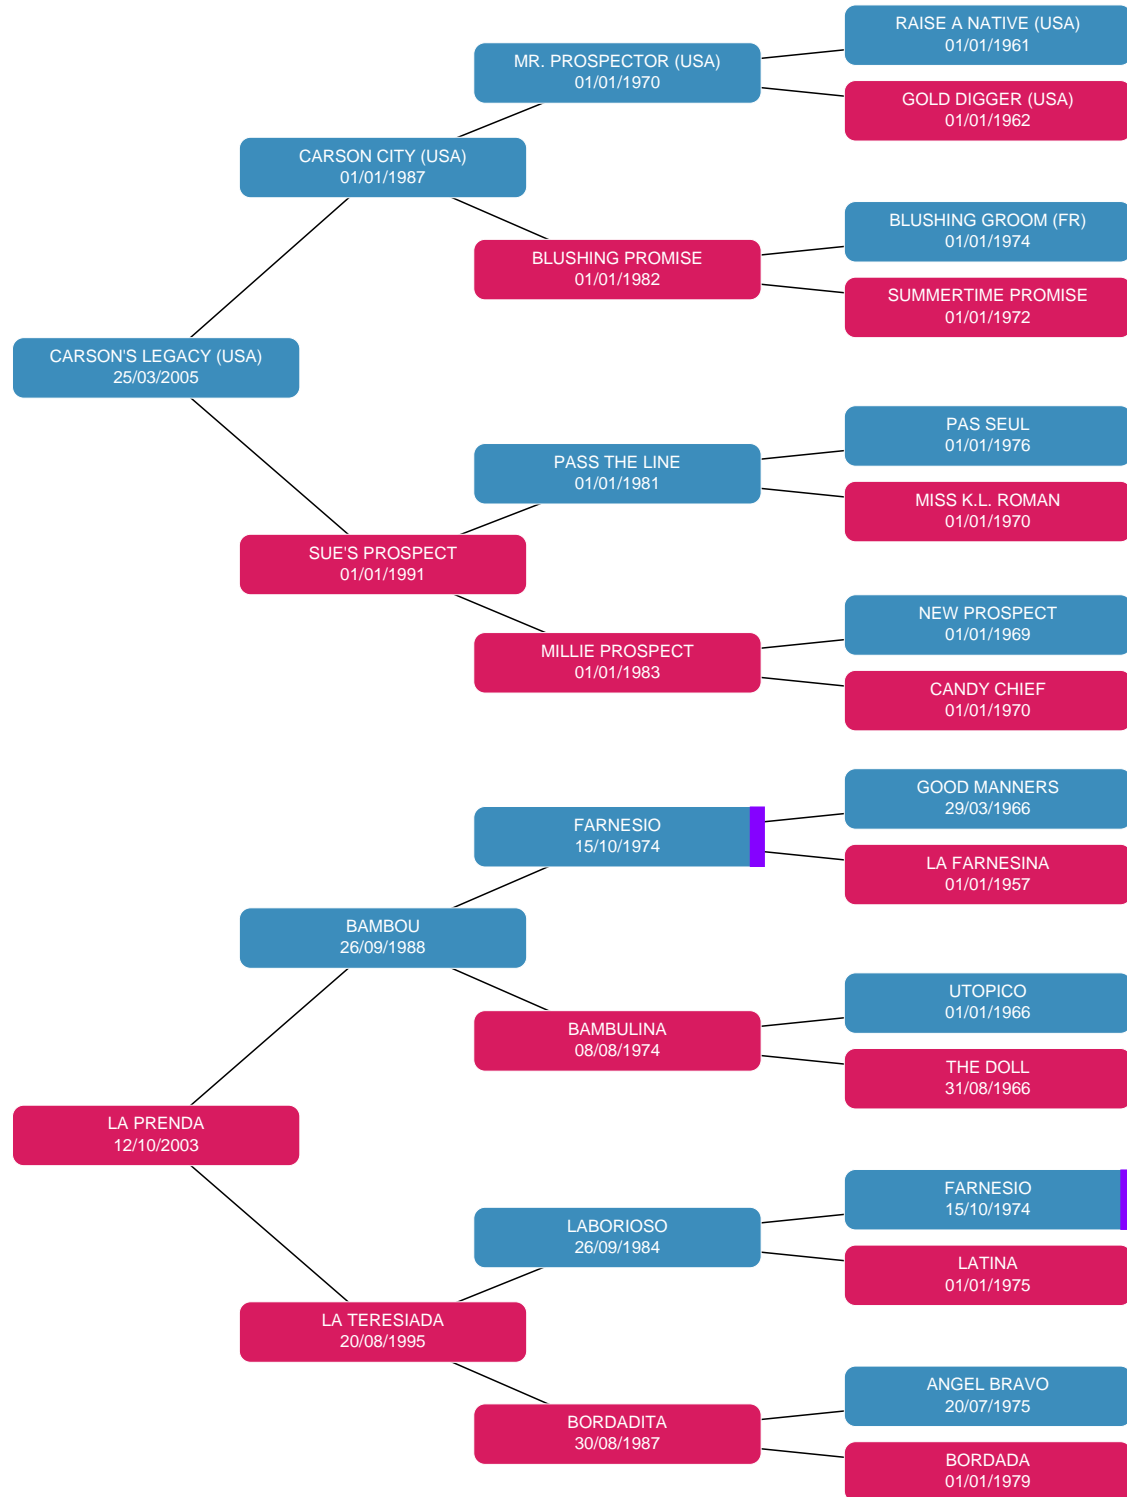 RAISE A NATIVE (USA)
01/01/1961
MR. PROSPECTOR (USA)
01/01/1970
GOLD DIGGER (USA)
01/01/1962
CARSON CITY (USA)
01/01/1987
BLUSHING GROOM (FR)
01/01/1974
BLUSHING PROMISE
01/01/1982
SUMMERTIME PROMISE
01/01/1972
CARSON'S LEGACY (USA)
25/03/2005
PAS SEUL
01/01/1976
PASS THE LINE
01/01/1981
MISS K.L. ROMAN
01/01/1970
SUE'S PROSPECT
01/01/1991
NEW PROSPECT
01/01/1969
MILLIE PROSPECT
01/01/1983
CANDY CHIEF
01/01/1970
GOOD MANNERS
29/03/1966
FARNESIO
15/10/1974
LA FARNESINA
01/01/1957
BAMBOU
26/09/1988
UTOPICO
01/01/1966
BAMBULINA
08/08/1974
THE DOLL
31/08/1966
LA PRENDA
12/10/2003
FARNESIO
15/10/1974
LABORIOSO
26/09/1984
LATINA
01/01/1975
LA TERESIADA
20/08/1995
ANGEL BRAVO
20/07/1975
BORDADITA
30/08/1987
BORDADA
01/01/1979